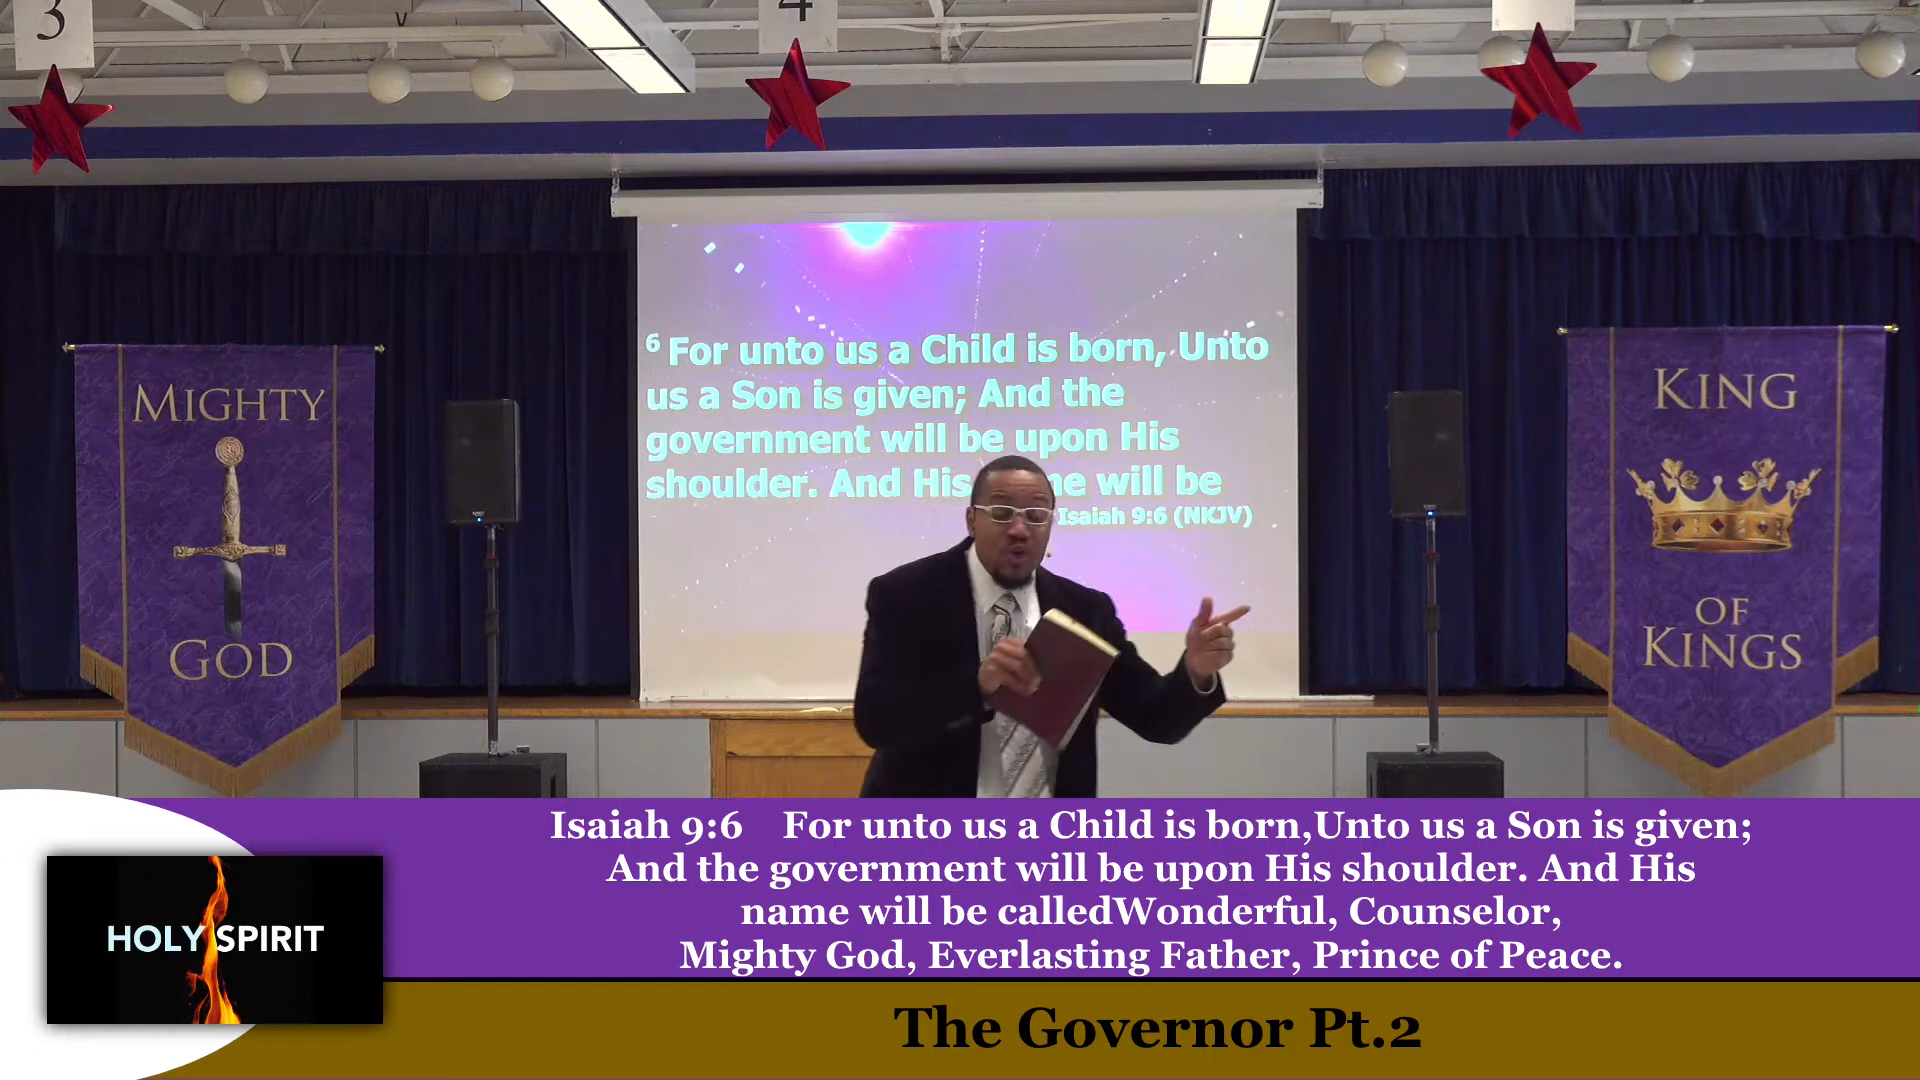 3
4
6 For unto us a Child is born, Unto
us a Son is given; And the
government will be upon His
shoulder. And His will be
Isaiah 9:6 (NKJV)
MIGHTY
GOD
KING
OF
KINGS
Isaiah 9:6 For unto us a Child is born,Unto us a Son is given;
And the government will be upon His shoulder. And His
name will be calledWonderful, Counselor,
Mighty God, Everlasting Father, Prince of Peace.
HOLY SPIRIT
The Governor Pt.2